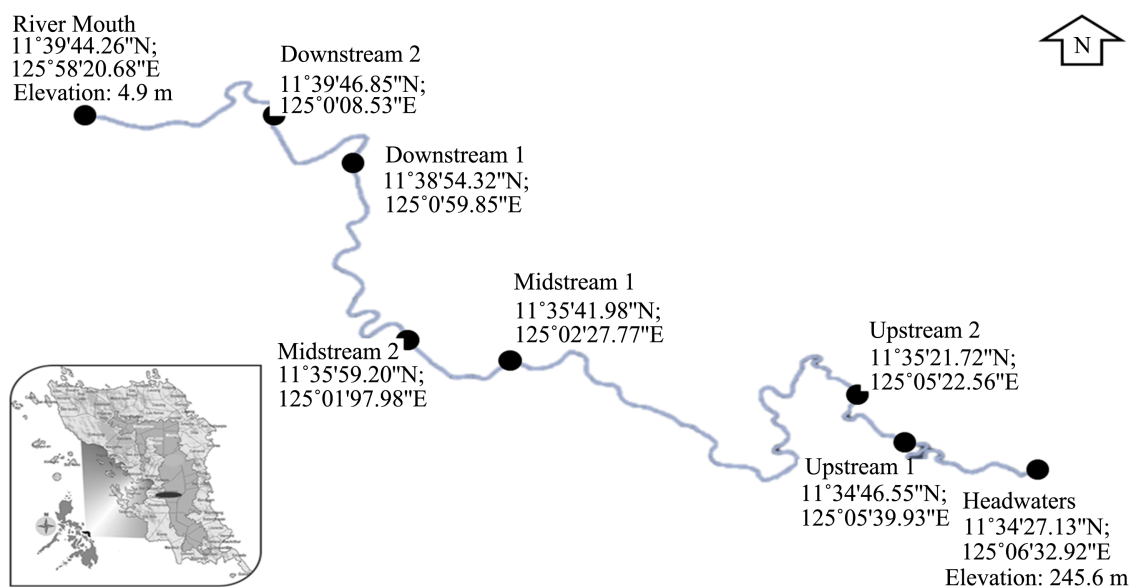 River Mouth
11°39'44.26"N;
125°58'20.68"E
Elevation: 4.9 m
Downstream 2
11°39'46.85"N;
125°0'08.53"E
N
Downstream 1
11°38'54.32"N;
125°0'59.85"E
Midstream 1
11°35'41.98"N;
125°02'27.77"E
Midstream 2
11°35'59.20"N;
125°01'97.98"E
Upstream 2
11°35'21.72"N;
125°05'22.56"E
Upstream 1
11°34'46.55"N;
125°05'39.93"E
Headwaters
11°34'27.13"N;
125°06'32.92"E
Elevation: 245.6 m